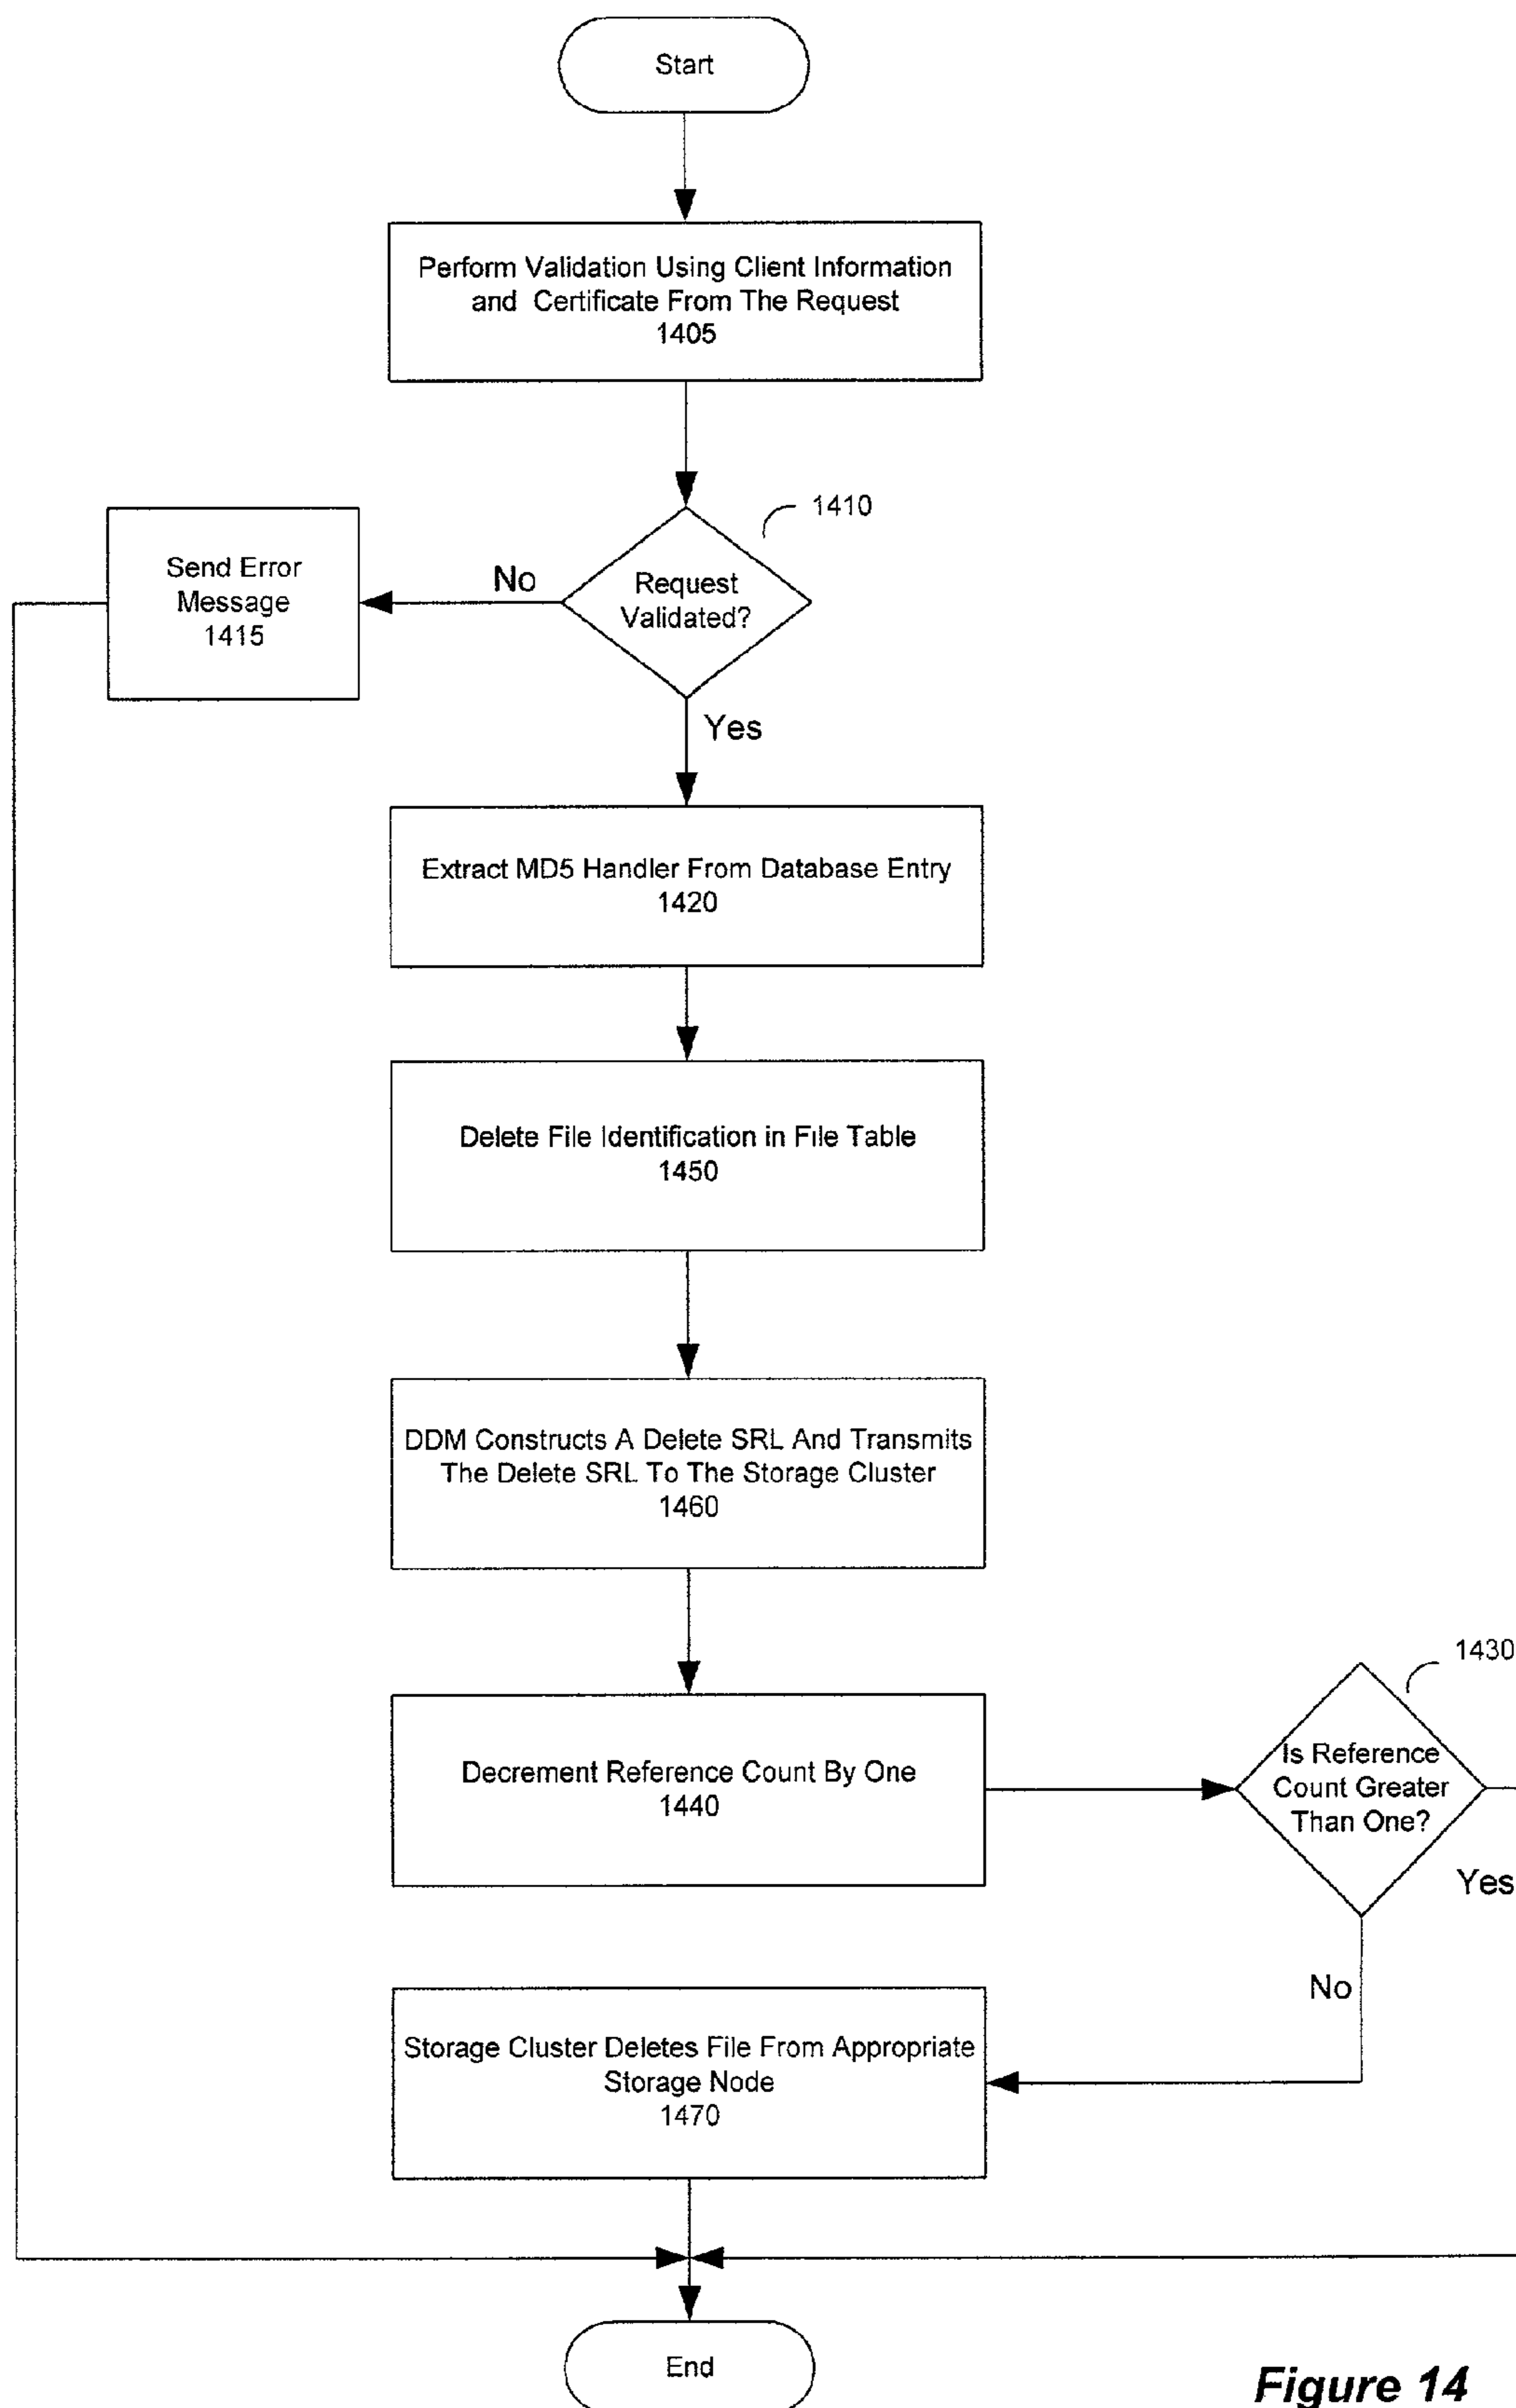 Start
Perform Validation Using Client Information
and Certificate From The Request
1405
1410
Request
Validated?
No
Send Error
Message
1415
Yes
Extract MD5 Handler From Database Entry
1420
Delete File Identification in File Table
1450
DDM Constructs A Delete SRL And Transmits
The Delete SRL To The Storage Cluster
1460
Decrement Reference Count By One
1440
1430
Is Reference
Count Greater
Than One?
Yes
No
Storage Cluster Deletes File From Appropriate
Storage Node
1470
End
Figure 14